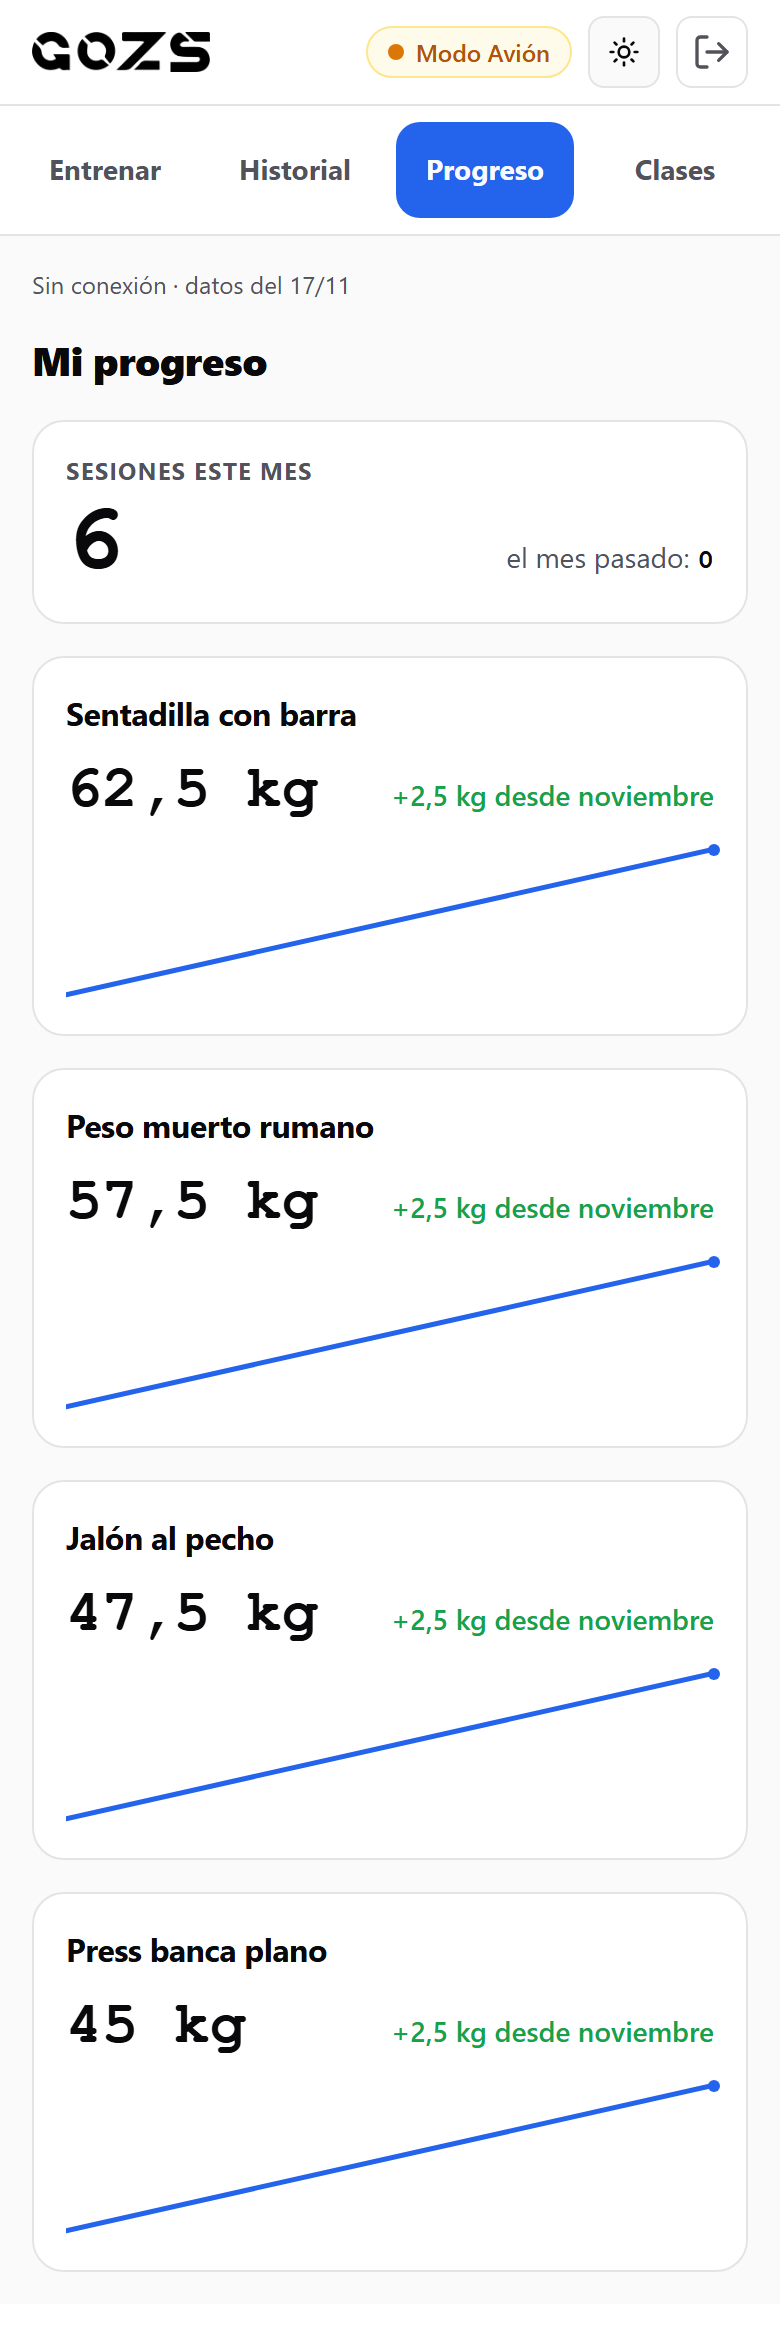 GOZS
Modo Avión
Entrenar Historial Progreso Clases
Sin conexión · datos del 17/11
Mi progreso
SESIONES ESTE MES
6
el mes pasado: 0
Sentadilla con barra
62,5 kg
+2,5 kg desde noviembre
Peso muerto rumano
57,5 kg
+2,5 kg desde noviembre
Jalón al pecho
47,5 kg
+2,5 kg desde noviembre
Press banca plano
45 kg
+2,5 kg desde noviembre